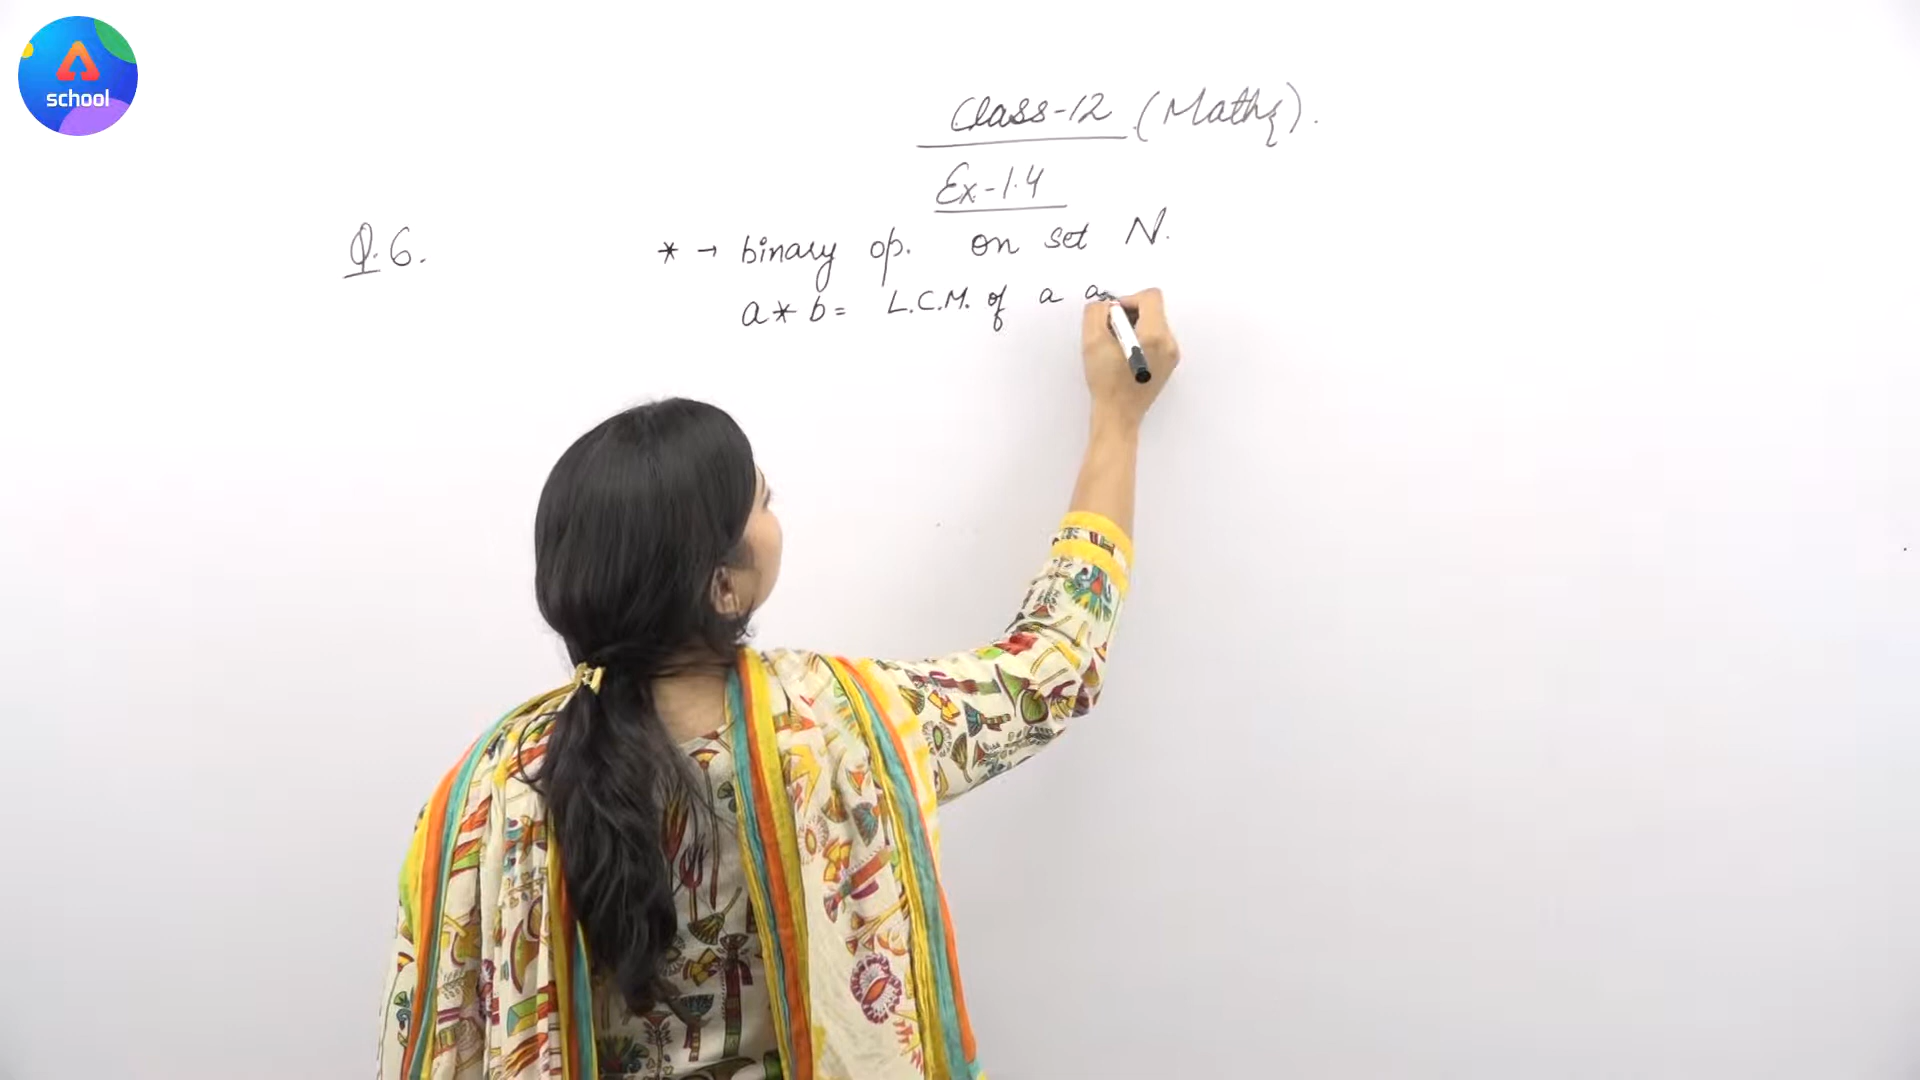 school
Class-12 (Maths).
Ex-1.4
Q.6. * → binary op. on set N.
a * b = L.C.M. of a